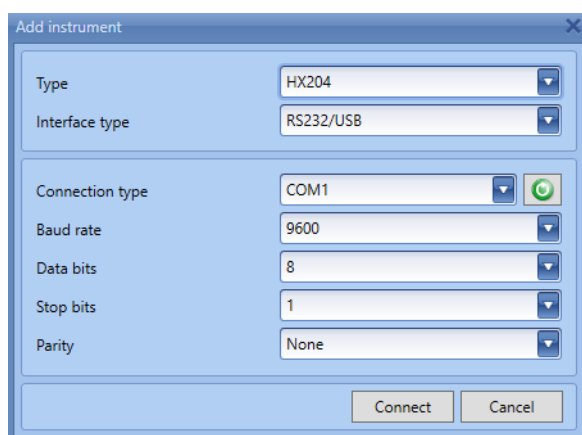 Add instrument
Type HX204
Interface type RS232/USB
Connection type COM1
Baud rate 9600
Data bits 8
Stop bits 1
Parity None
Connect Cancel